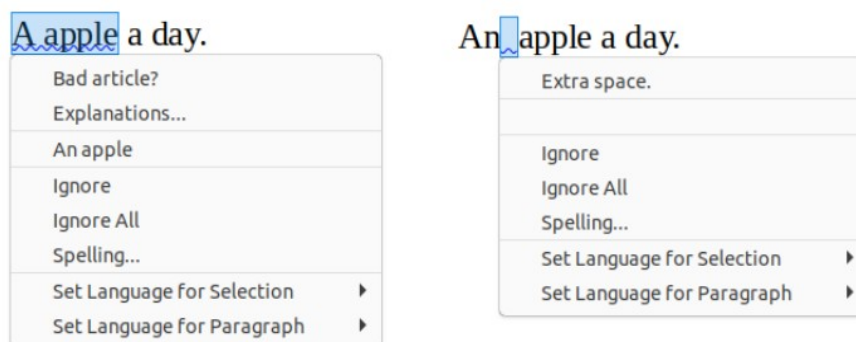 A apple a day.
Bad article?
Explanations...
An apple
Ignore
Ignore All
Spelling...
Set Language for Selection
Set Language for Paragraph
An  apple a day.
Extra space.
Ignore
Ignore All
Spelling...
Set Language for Selection
Set Language for Paragraph